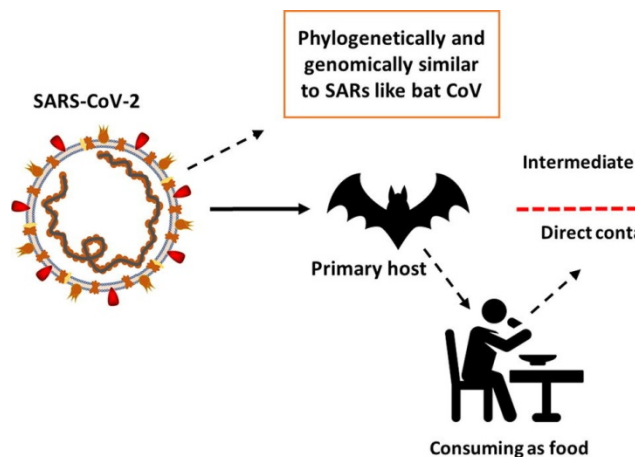 Phylogenetically and
genomically similar
to SARs like bat CoV
SARS-CoV-2
Intermediate
Direct conta
Primary host
Consuming as food